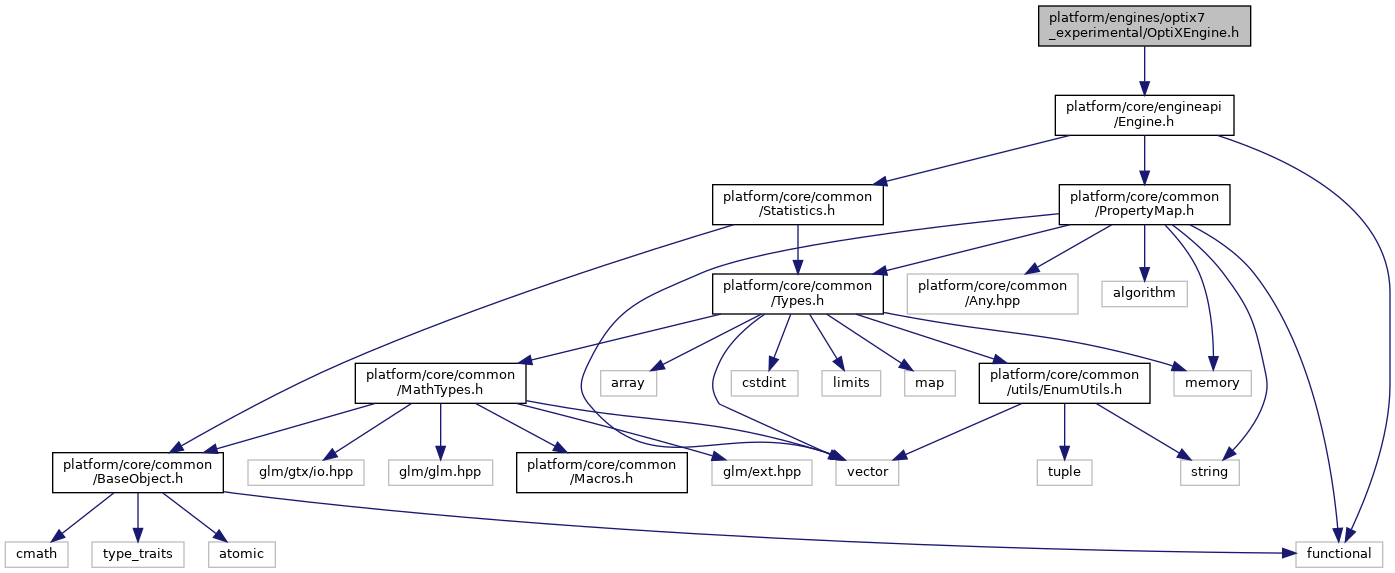 platform/engines/optix7
_experimental/OptiXEngine.h
platform/core/engineapi
/Engine.h
platform/core/common
/Statistics.h
platform/core/common
/PropertyMap.h
platform/core/common
/Types.h
platform/core/common
/Any.hpp
algorithm
platform/core/common
/MathTypes.h
array
cstdint
limits
map
platform/core/common
/utils/EnumUtils.h
memory
platform/core/common
/BaseObject.h
glm/gtx/io.hpp
glm/glm.hpp
platform/core/common
/Macros.h
glm/ext.hpp
vector
tuple
string
cmath
type_traits
atomic
functional